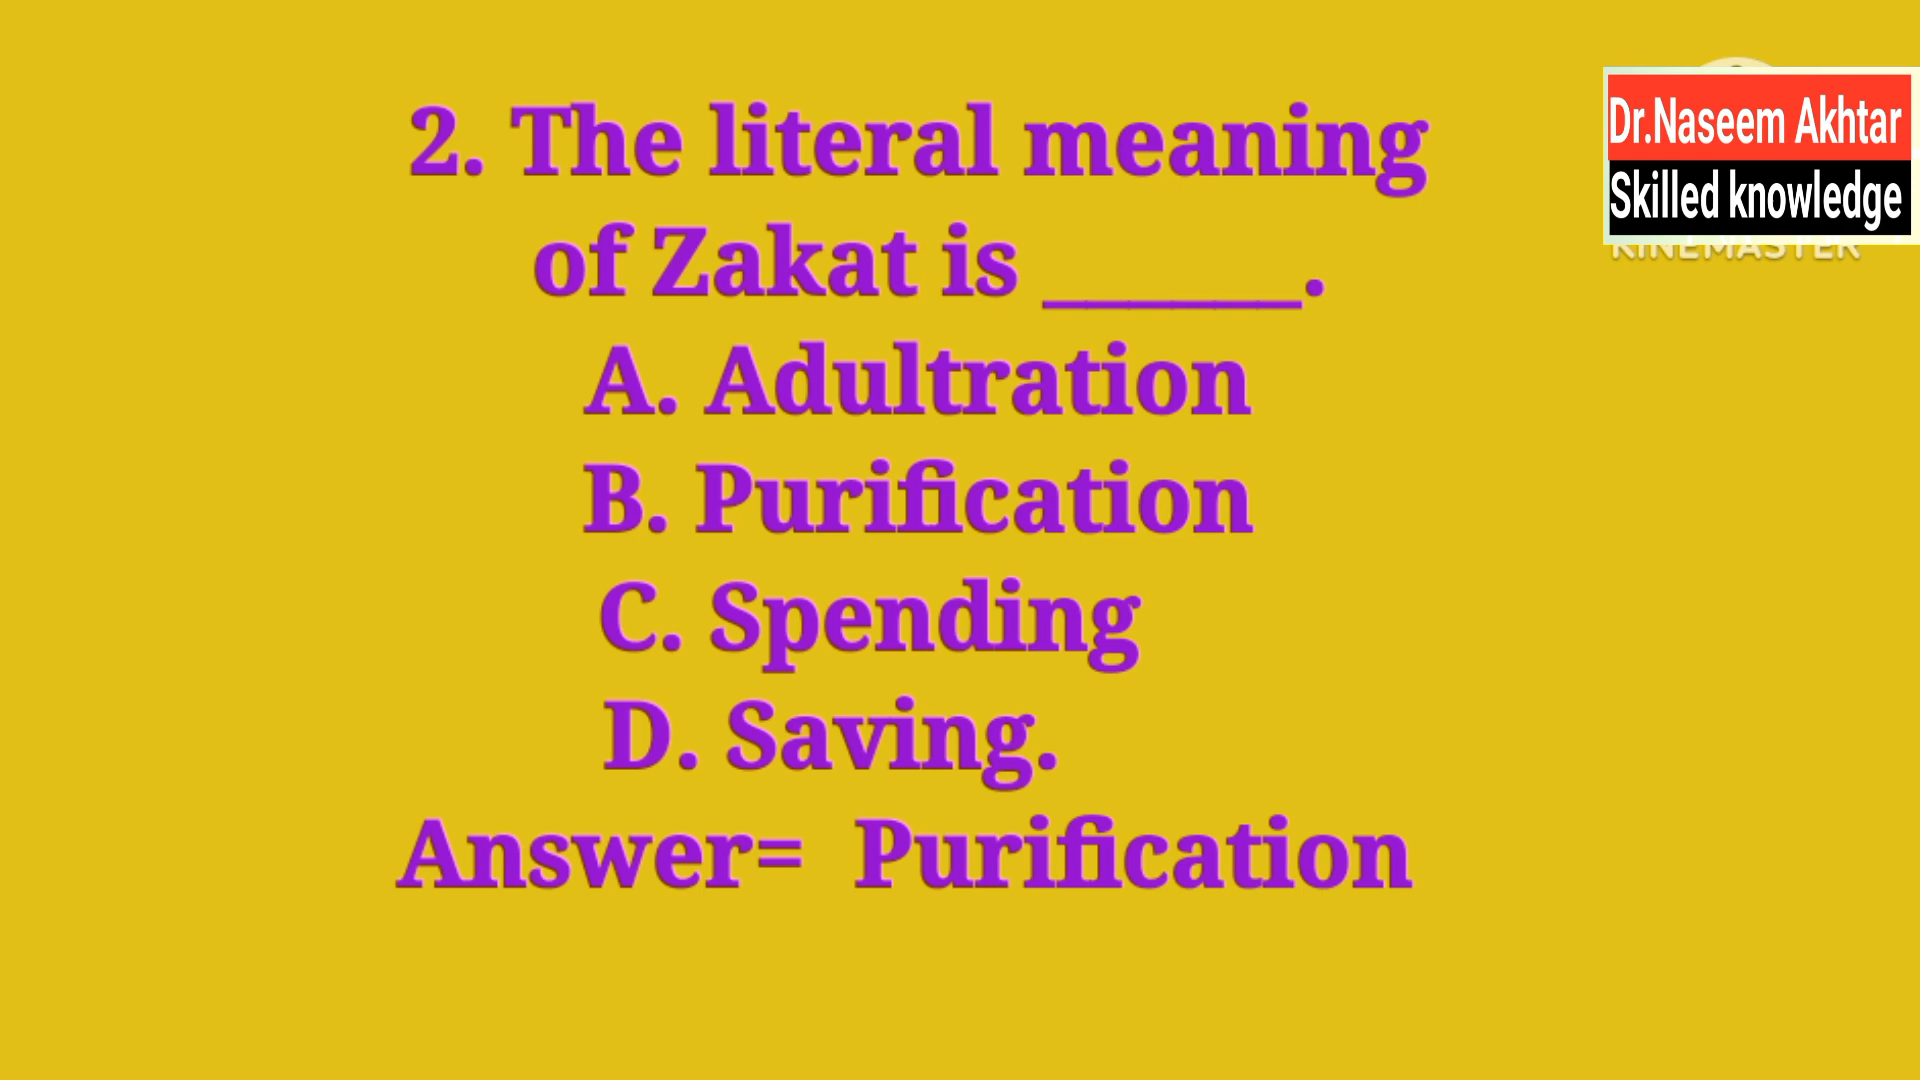 2. The literal meaning
of Zakat is ______.
A. Adultration
B. Purification
C. Spending
D. Saving.
Answer= Purification
Dr.Naseem Akhtar
Skilled knowledge
KINEMASTER